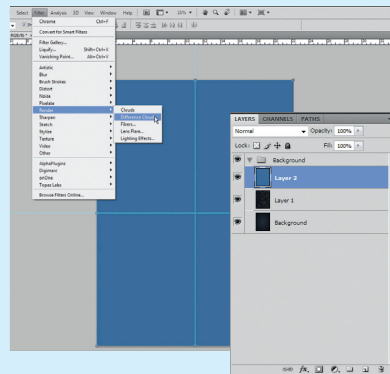 Select Filter Analysis 3D View Window Help
Chrome Ctrl+F
Convert for Smart Filters
Filter Gallery...
Liquify... Shift+Ctrl+X
Vanishing Point... Alt+Ctrl+V
Artistic
Blur
Brush Strokes
Distort
Noise
Pixelate
Render
Sharpen
Sketch
Stylize
Texture
Video
Other
AlphaPlugins
Digimarc
onOne
Topaz Labs
Browse Filters Online...
Clouds
Difference Clouds
Fibers...
Lens Flare...
Lighting Effects...
LAYERS CHANNELS PATHS
Normal Opacity: 100%
Lock: Fill: 100%
Background
Layer 2
Layer 1
Background
fx.